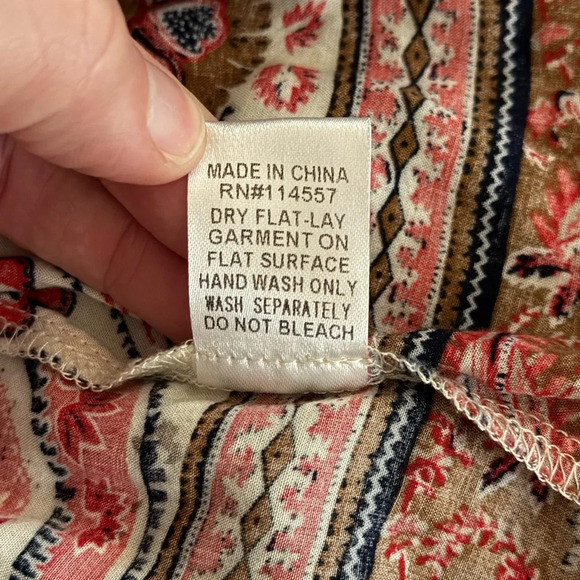 MADE IN CHINA
RN#114557
DRY FLAT-LAY
GARMENT ON
FLAT SURFACE
HAND WASH ONLY
WASH SEPARATELY
DO NOT BLEACH